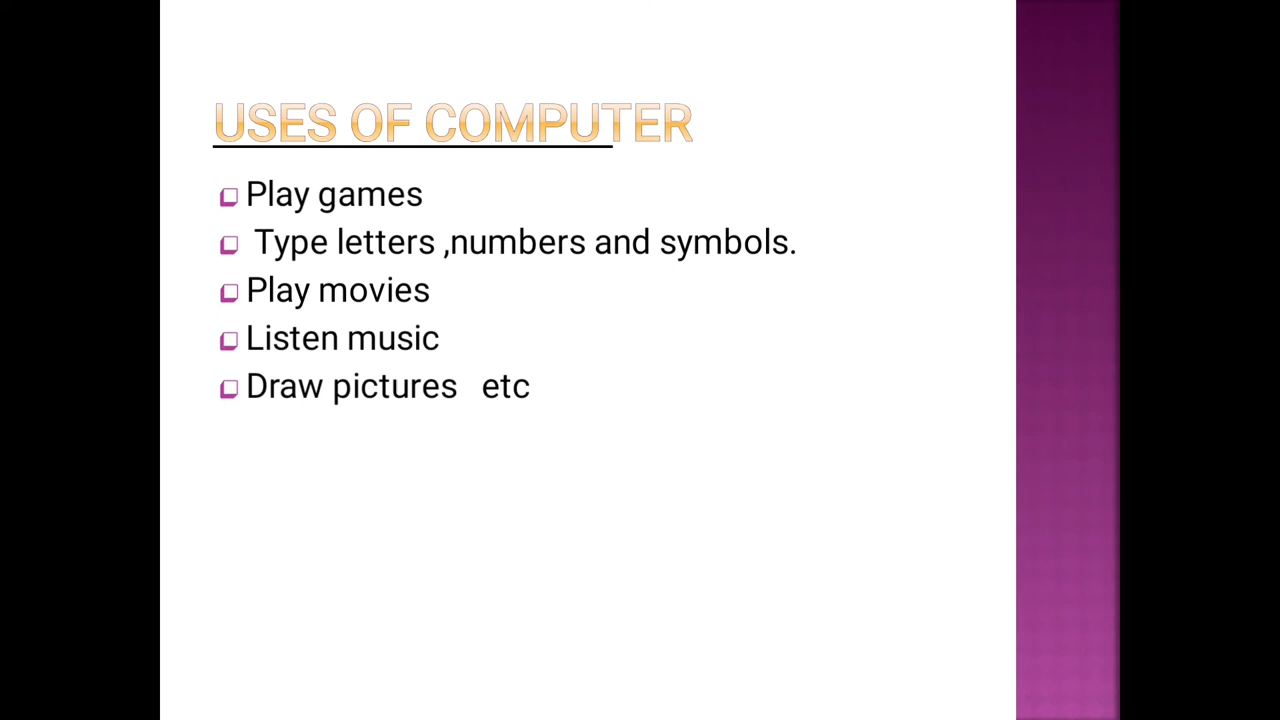 USES OF COMPUTER
Play games
Type letters ,numbers and symbols.
Play movies
Listen music
Draw pictures   etc